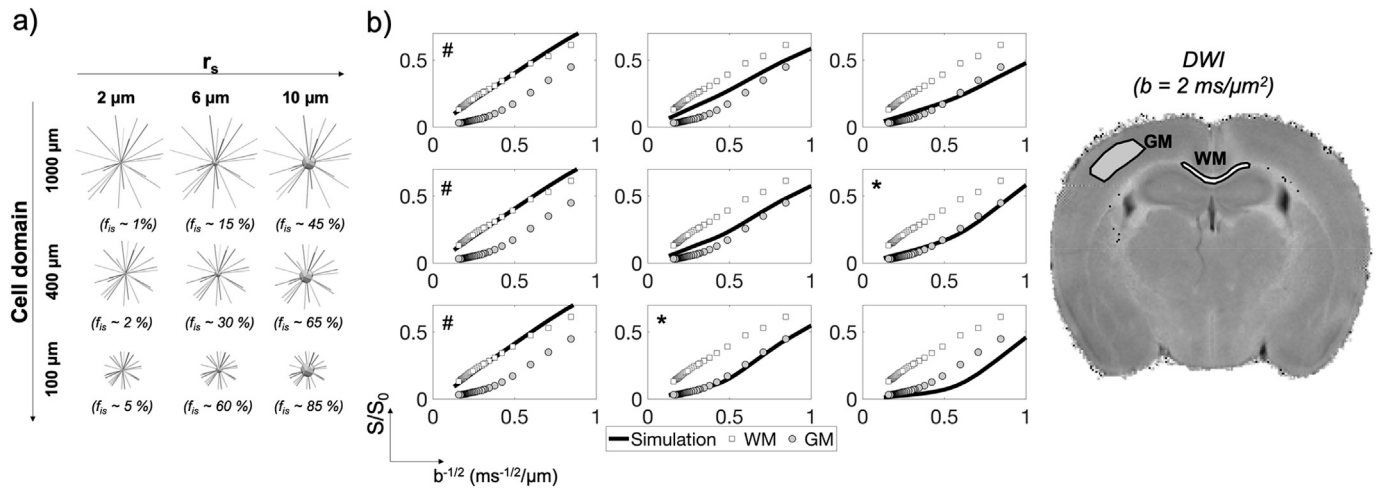 a)
r_s
2 μm 6 μm 10 μm
Cell domain
1000 μm
(f_is ~ 1%) (f_is ~ 15 %) (f_is ~ 45 %)
400 μm
(f_is ~ 2 %) (f_is ~ 30 %) (f_is ~ 65 %)
100 μm
(f_is ~ 5 %) (f_is ~ 60 %) (f_is ~ 85 %)
b)
#
0.5
0
0 0.5 1
0.5
0
0 0.5 1
0.5
0
0 0.5 1
#
0.5
0
0 0.5 1
0.5
0
0 0.5 1
*
0.5
0
0 0.5 1
#
0.5
0
0 0.5 1
*
0.5
0
0 0.5 1
0.5
0
0 0.5 1
S/S_0
b^-1/2 (ms^-1/2/μm)
Simulation WM GM
DWI
(b = 2 ms/μm²)
GM
WM